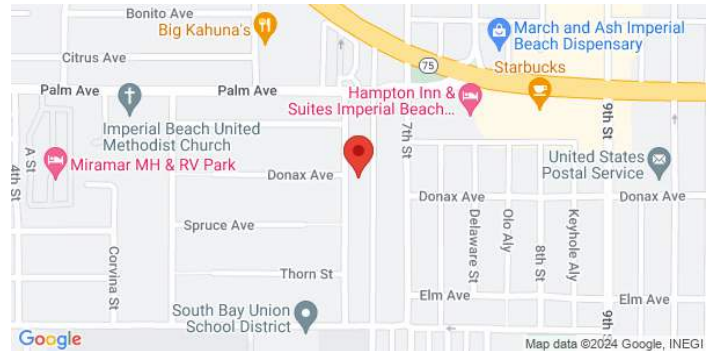 Bonito Ave
Big Kahuna's
March and Ash Imperial
Beach Dispensary
Citrus Ave
75
Starbucks
Palm Ave
Palm Ave
Hampton Inn &
Suites Imperial Beach...
Imperial Beach United
Methodist Church
7th St
9th St
A St
4th St
Miramar MH & RV Park
Donax Ave
United States
Postal Service
Donax Ave
Donax Ave
Spruce Ave
Corvina St
Delaware St
Olo Aly
8th St
Keyhole Aly
Thorn St
Elm Ave
Elm Ave
South Bay Union
School District
9th St
Google
Map data ©2024 Google, INEGI